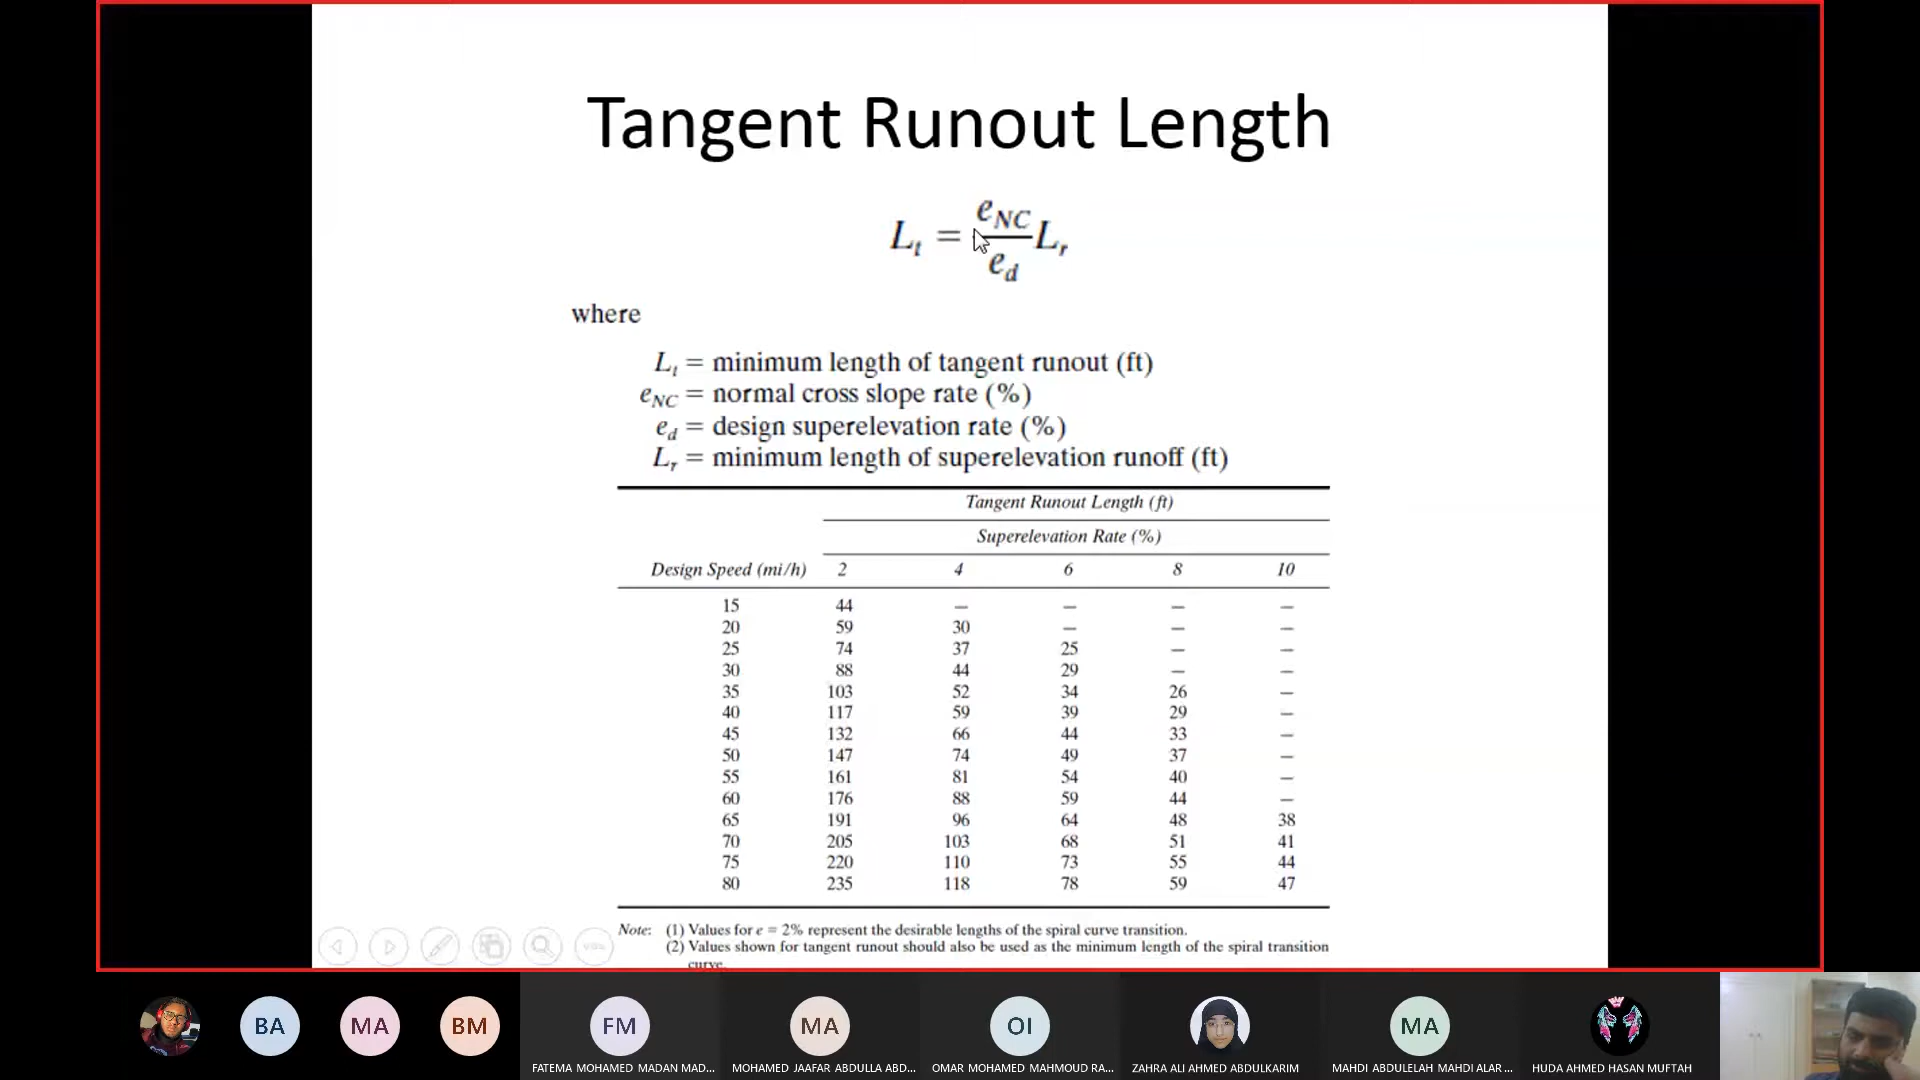 Tangent Runout Length
L_t = e_NC / e_d L_r
where
L_t = minimum length of tangent runout (ft)
e_NC = normal cross slope rate (%)
e_d = design superelevation rate (%)
L_r = minimum length of superelevation runoff (ft)
Tangent Runout Length (ft)
Superelevation Rate (%)
Design Speed (mi/h) 2 4 6 8 10
15 44 — — — —
20 59 30 — — —
25 74 37 25 — —
30 88 44 29 — —
35 103 52 34 26 —
40 117 59 39 29 —
45 132 66 44 33 —
50 147 74 49 37 —
55 161 81 54 40 —
60 176 88 59 44 —
65 191 96 64 48 38
70 205 103 68 51 41
75 220 110 73 55 44
80 235 118 78 59 47
Note: (1) Values for e = 2% represent the desirable lengths of the spiral curve transition.
(2) Values shown for tangent runout should also be used as the minimum length of the spiral transition
curve.
BA MA BM FM MA OI MA
FATEMA MOHAMED MADAN MAD... MOHAMED JAAFAR ABDULLA ABD... OMAR MOHAMED MAHMOUD RA... ZAHRA ALI AHMED ABDULKARIM MAHDI ABDULELAH MAHDI ALAR... HUDA AHMED HASAN MUFTAH